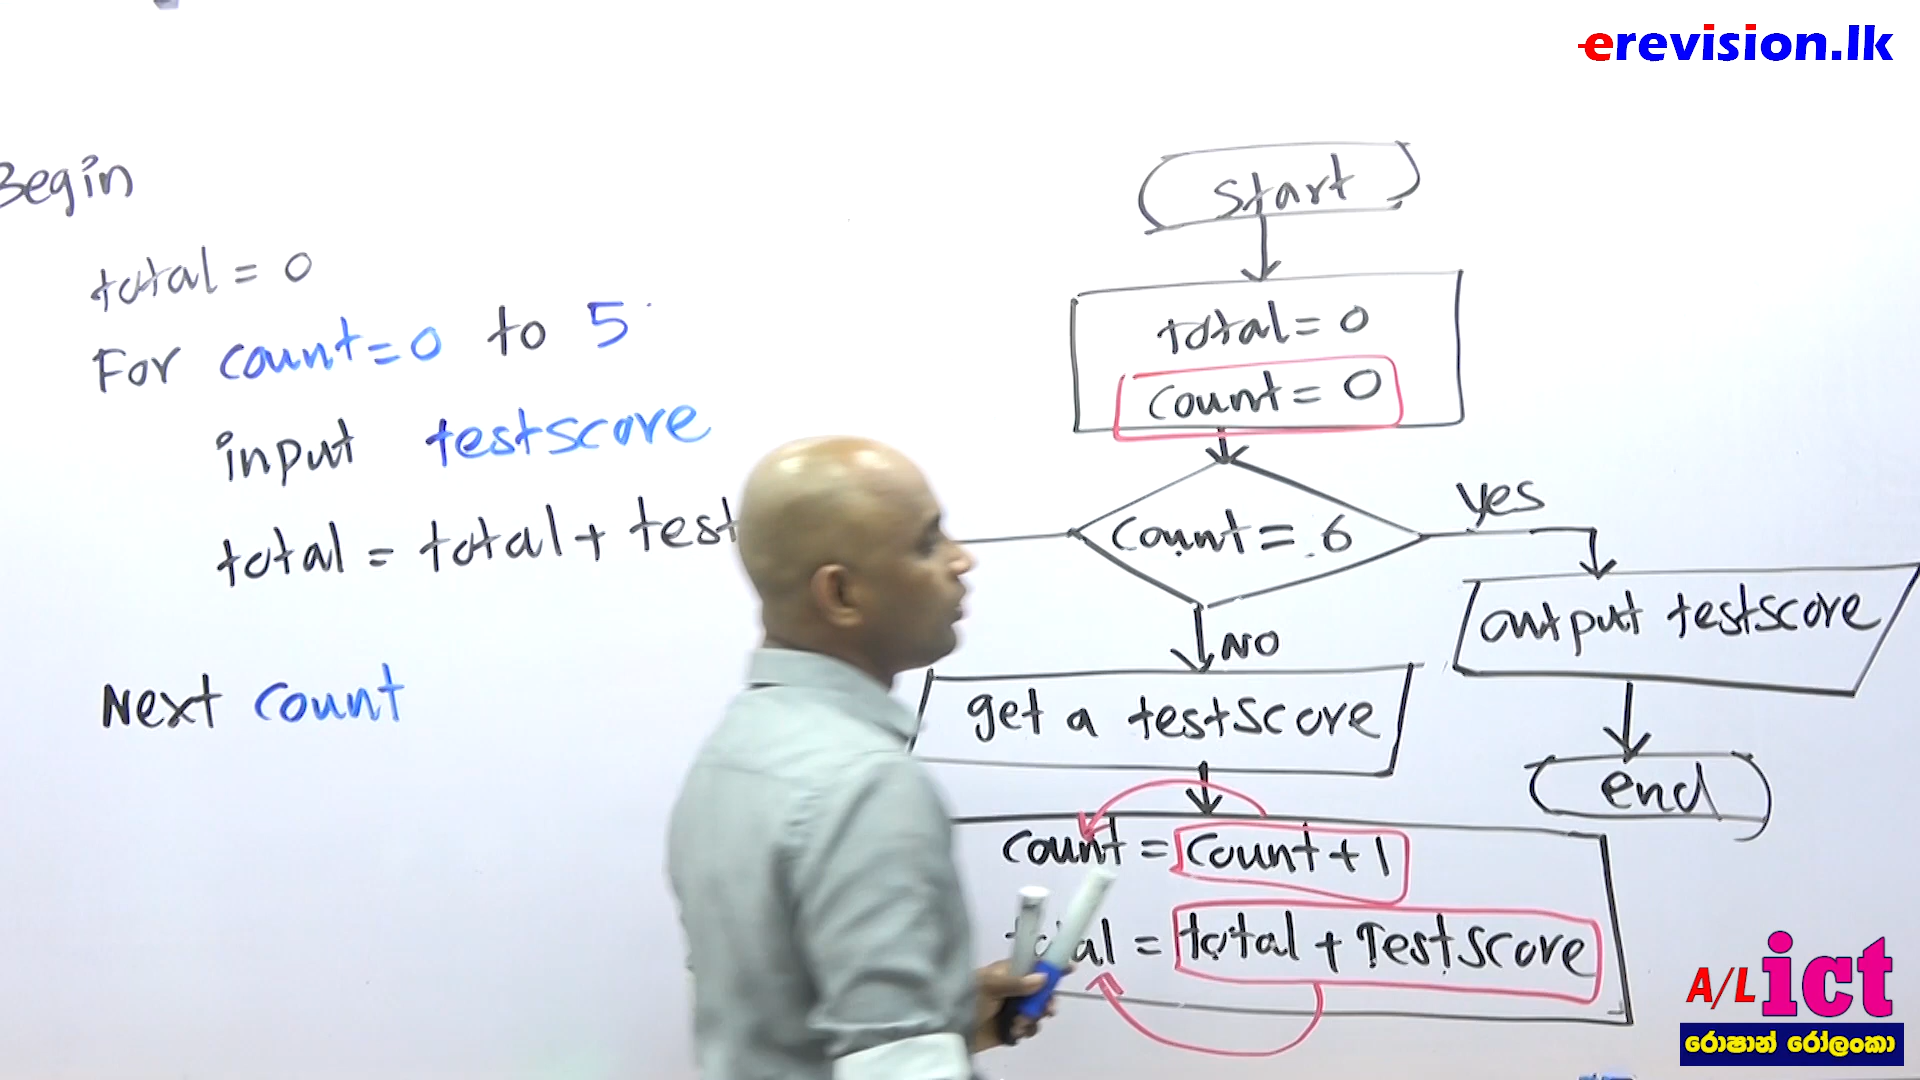 erevision.lk
Begin
total = 0
For count=0 to 5
input testscore
total = total + test
Next count
Start
total = 0
count = 0
count = 6
yes
NO
output testscore
end
get a testscore
count = count + 1
total = total + Testscore
A/L ict
රොෂාන් රෝලංකා